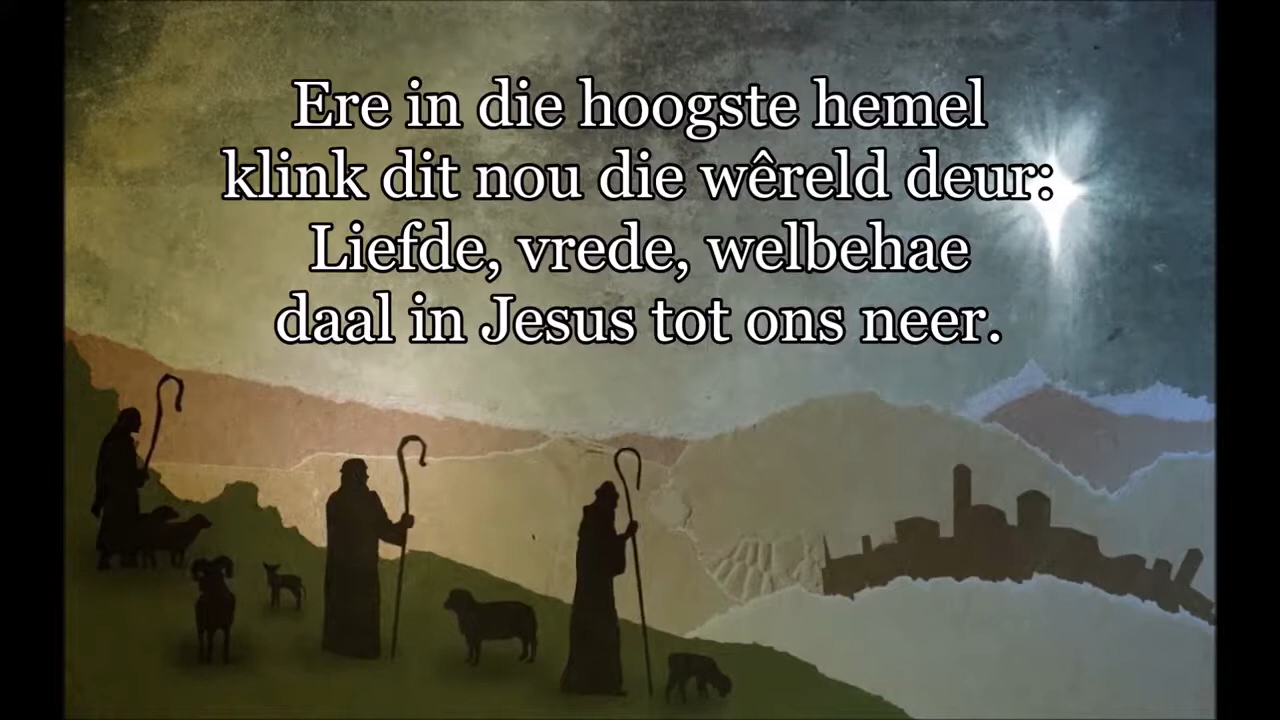 Ere in die hoogste hemel
klink dit nou die wêreld deur:
Liefde, vrede, welbehae
daal in Jesus tot ons neer.